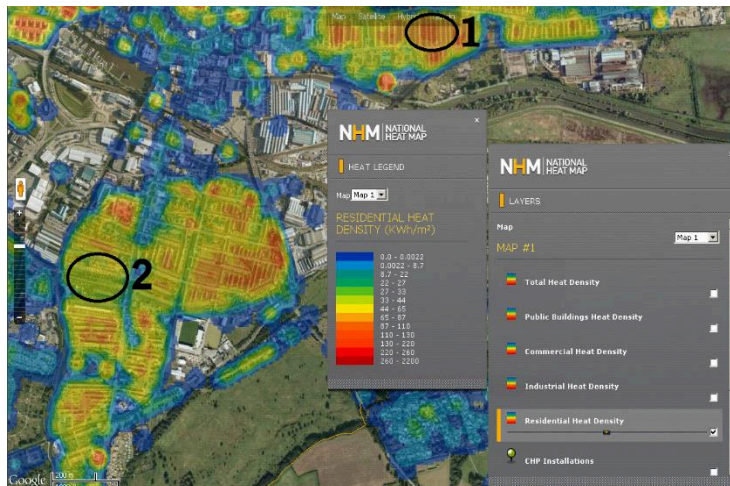 Map Satellite
1
2
NHM NATIONAL HEAT MAP
×
HEAT LEGEND
Map Map 1
RESIDENTIAL HEAT
DENSITY (KWh/m²)
0.0 - 0.0022
0.0022 - 8.7
8.7 - 22
22 - 27
27 - 33
33 - 44
44 - 65
65 - 87
87 - 110
110 - 130
130 - 220
220 - 260
260 - 2200
NHM NATIONAL HEAT MAP
LAYERS
Map
Map 1
MAP #1
Total Heat Density
Public Buildings Heat Density
Commercial Heat Density
Industrial Heat Density
Residential Heat Density
CHP Installations
Google
200 m